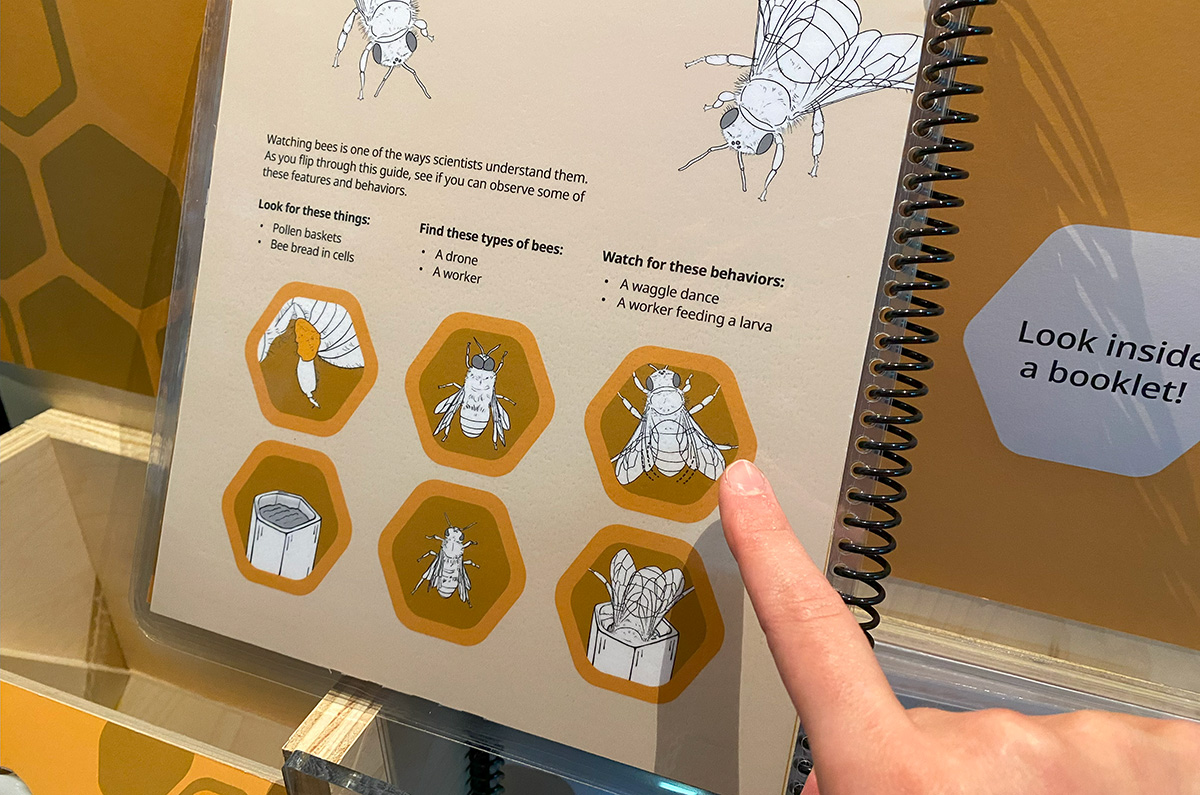 Watching bees is one of the ways scientists understand them.
As you flip through this guide, see if you can observe some of
these features and behaviors.
Look for these things:
• Pollen baskets
• Bee bread in cells
Find these types of bees:
• A drone
• A worker
Watch for these behaviors:
• A waggle dance
• A worker feeding a larva
Look inside
a booklet!